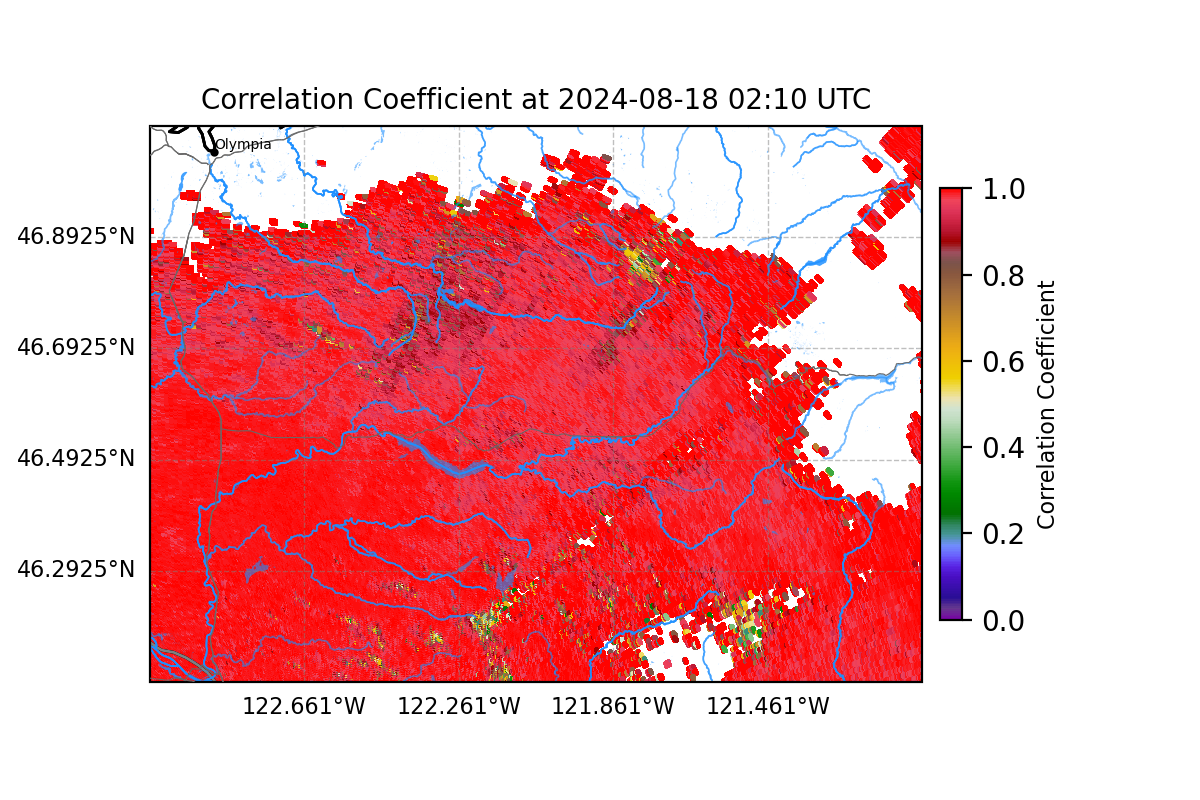 Correlation Coefficient at 2024-08-18 02:10 UTC
Olympia
46.8925°N
46.6925°N
46.4925°N
46.2925°N
122.661°W
122.261°W
121.861°W
121.461°W
1.0
0.8
0.6
0.4
0.2
0.0
Correlation Coefficient